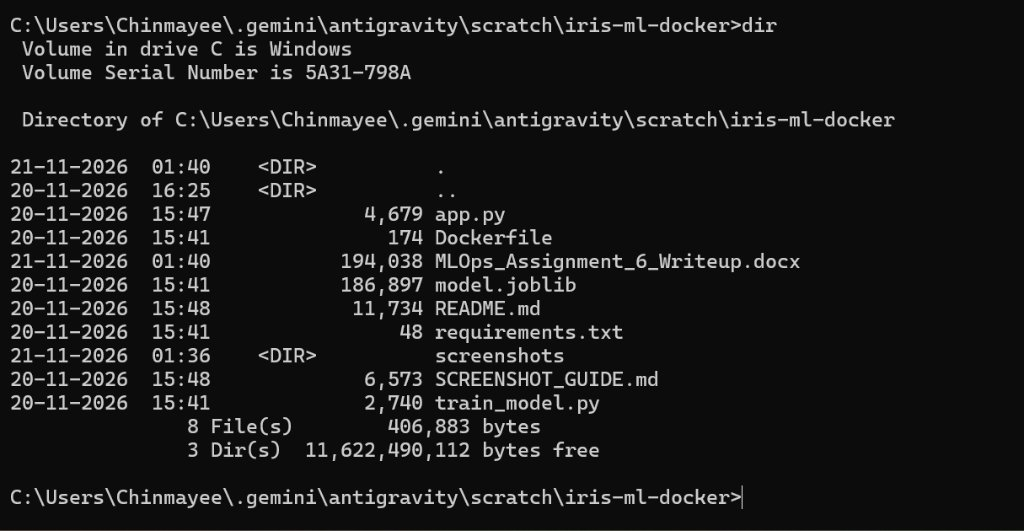 C:\Users\Chinmayee\.gemini\antigravity\scratch\iris-ml-docker>dir
 Volume in drive C is Windows
 Volume Serial Number is 5A31-798A

 Directory of C:\Users\Chinmayee\.gemini\antigravity\scratch\iris-ml-docker

21-11-2026  01:40    <DIR>          .
20-11-2026  16:25    <DIR>          ..
20-11-2026  15:47             4,679 app.py
20-11-2026  15:41               174 Dockerfile
21-11-2026  01:40           194,038 MLOps_Assignment_6_Writeup.docx
20-11-2026  15:41           186,897 model.joblib
20-11-2026  15:48            11,734 README.md
20-11-2026  15:41                48 requirements.txt
21-11-2026  01:36    <DIR>          screenshots
20-11-2026  15:48             6,573 SCREENSHOT_GUIDE.md
20-11-2026  15:41             2,740 train_model.py
               8 File(s)        406,883 bytes
               3 Dir(s)  11,622,490,112 bytes free

C:\Users\Chinmayee\.gemini\antigravity\scratch\iris-ml-docker>